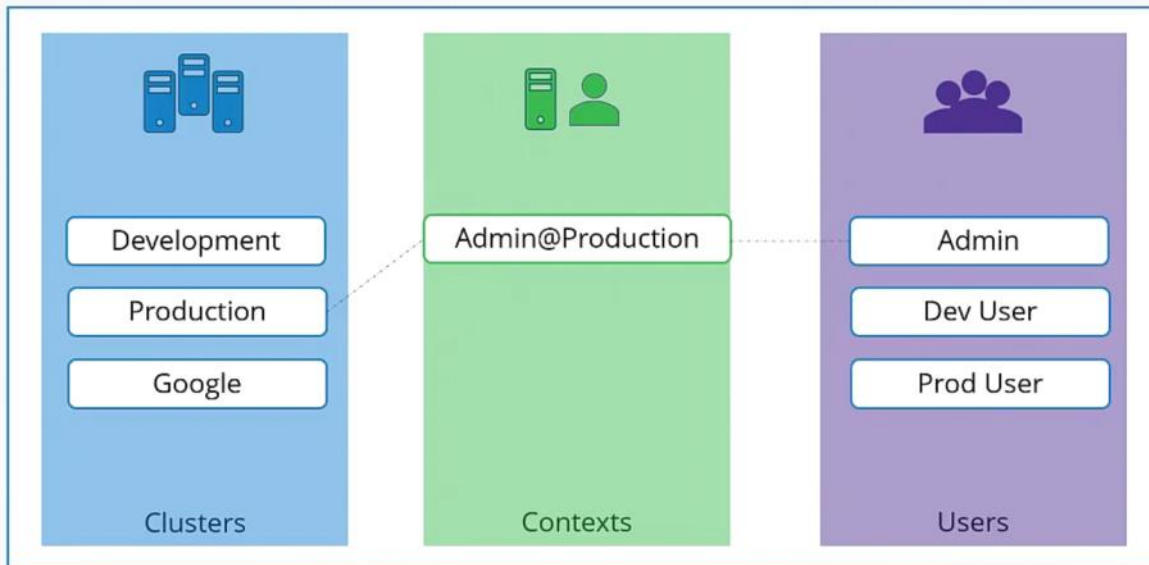 Development
Production
Google
Clusters
Admin@Production
Contexts
Admin
Dev User
Prod User
Users